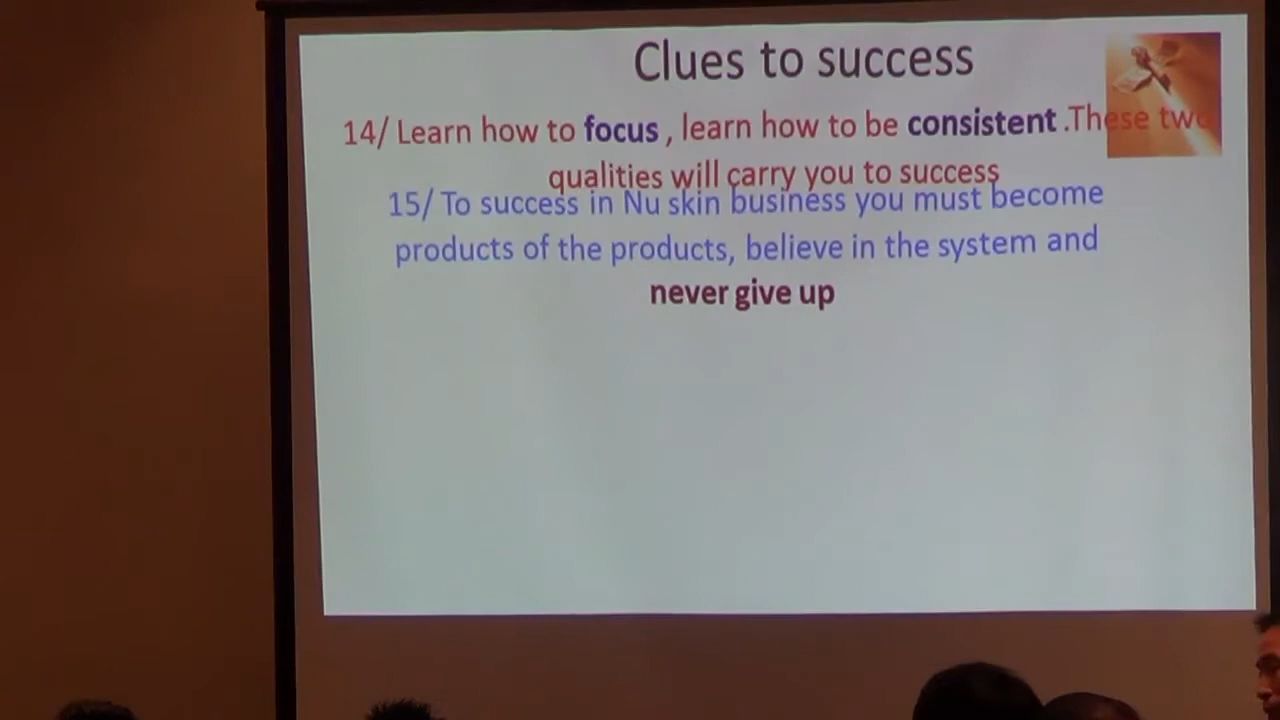 Clues to success
14/ Learn how to focus , learn how to be consistent .These two
qualities will carry you to success
15/ To success in Nu skin business you must become
products of the products, believe in the system and
never give up